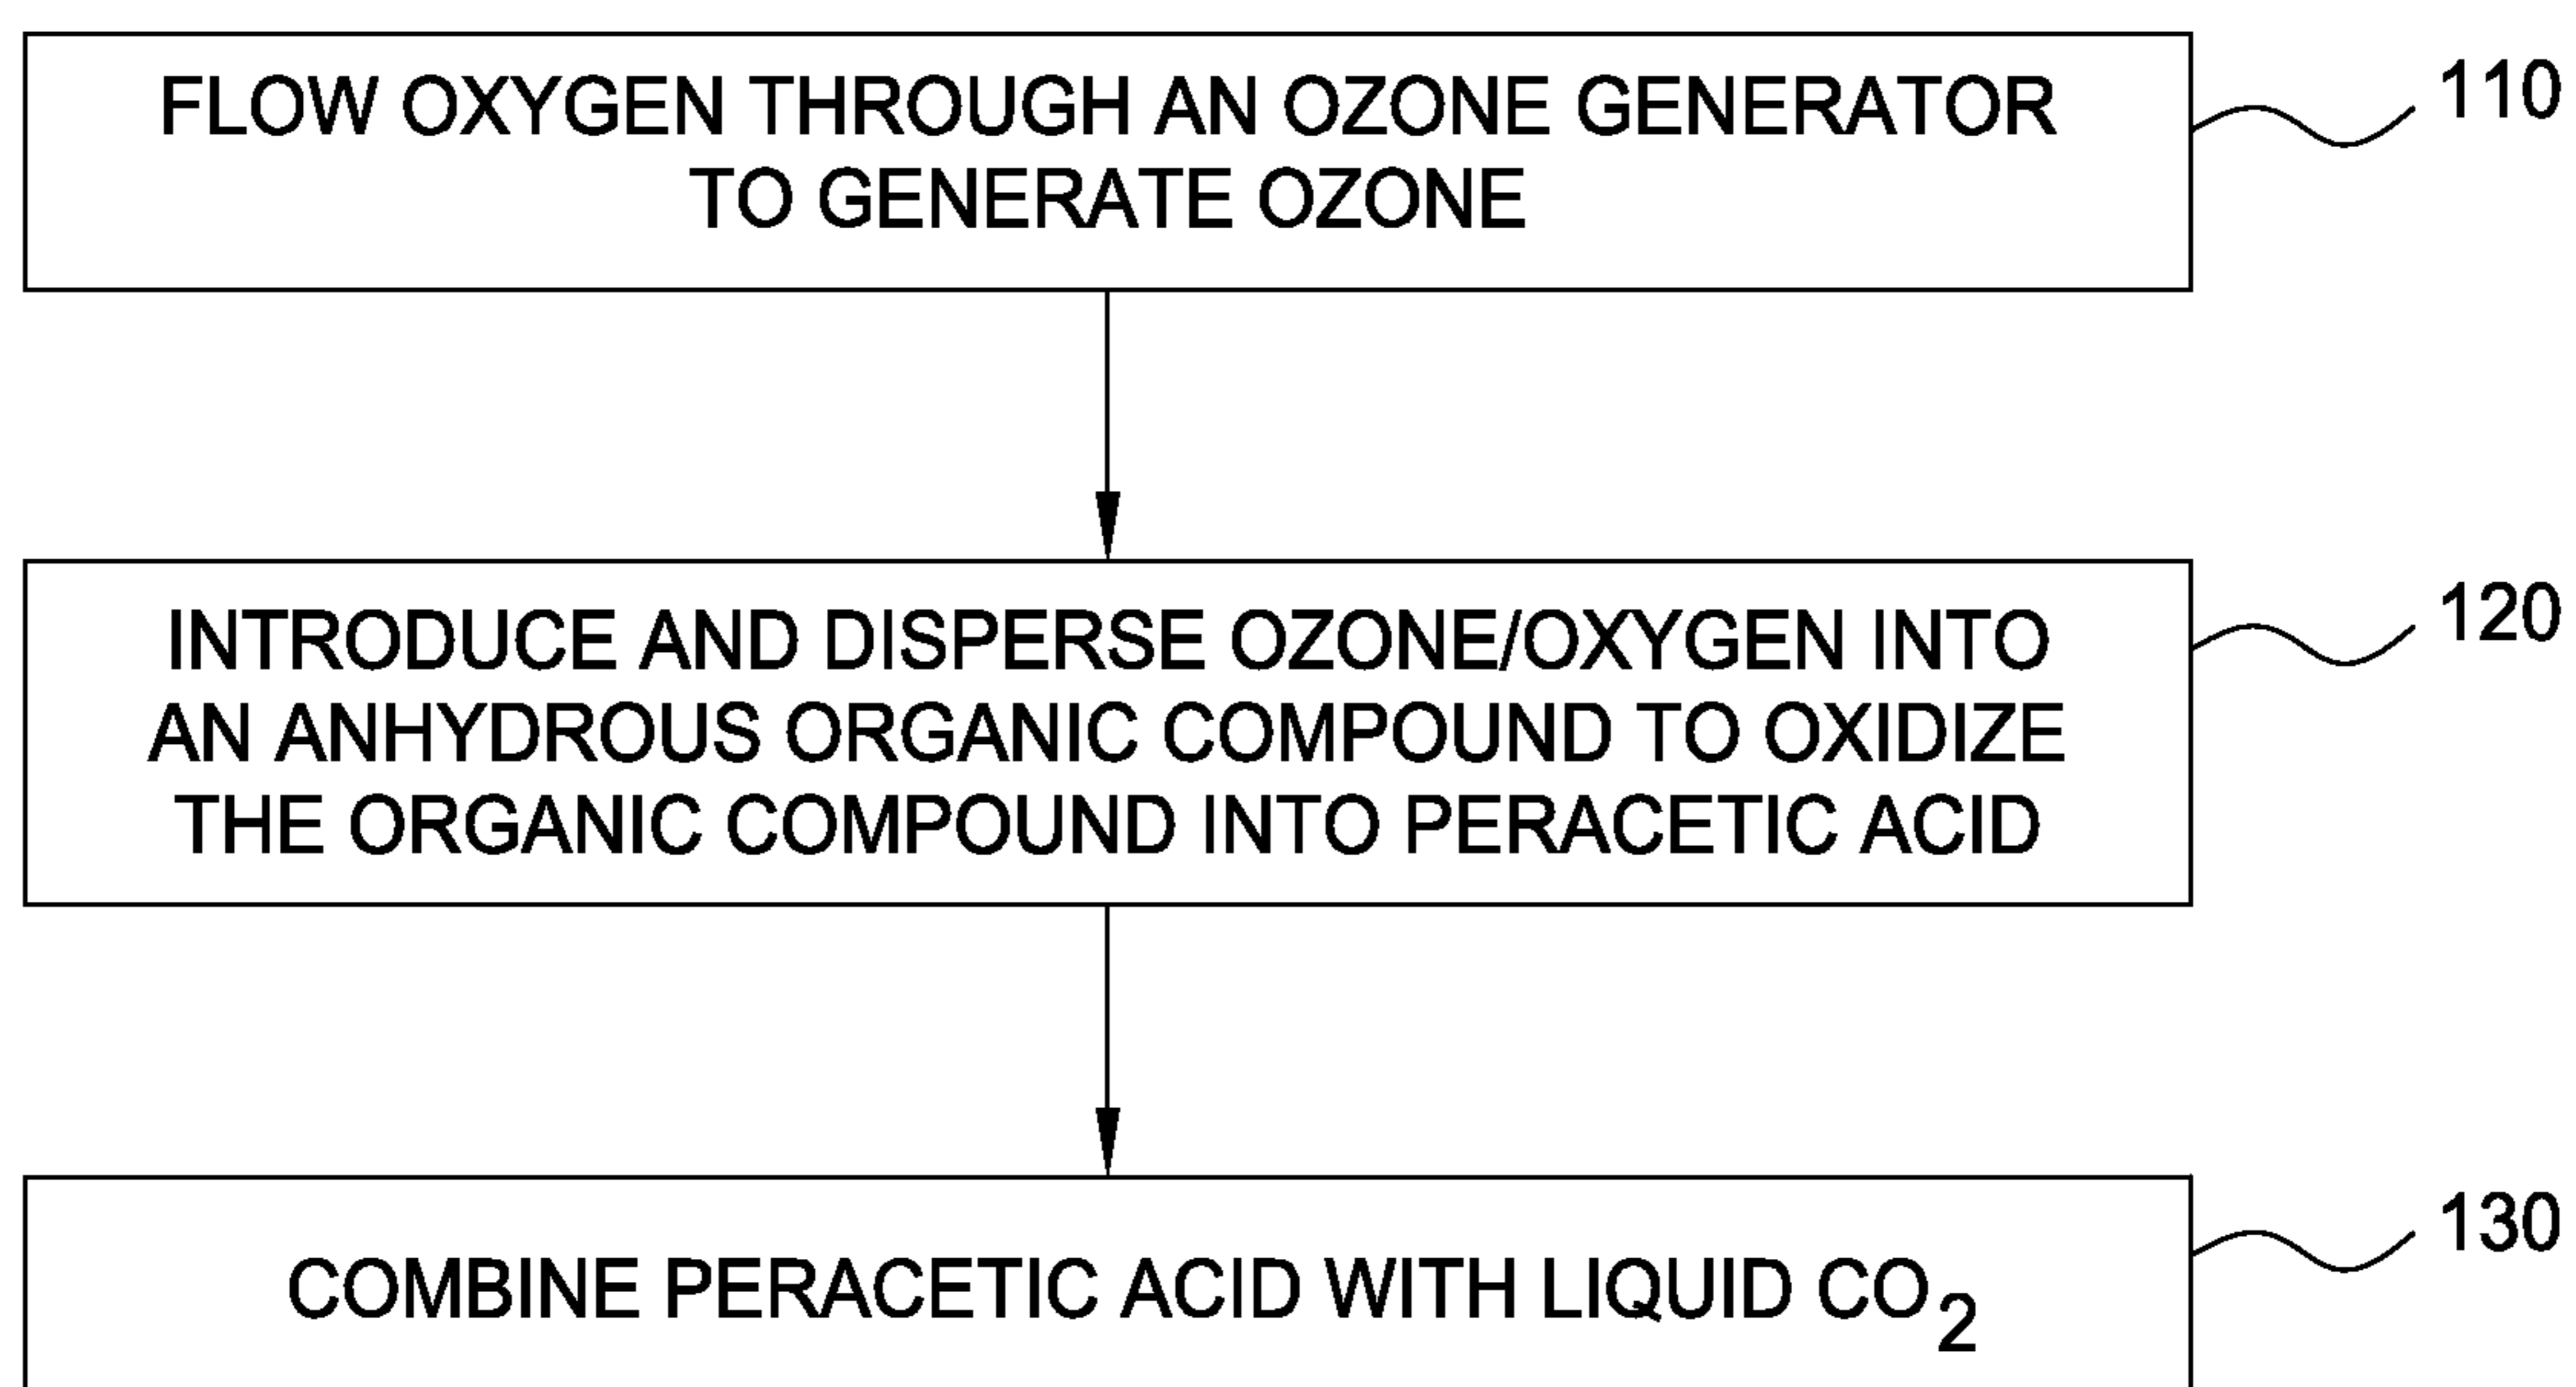 FLOW OXYGEN THROUGH AN OZONE GENERATOR
TO GENERATE OZONE
110
INTRODUCE AND DISPERSE OZONE/OXYGEN INTO
AN ANHYDROUS ORGANIC COMPOUND TO OXIDIZE
THE ORGANIC COMPOUND INTO PERACETIC ACID
120
COMBINE PERACETIC ACID WITH LIQUID CO2
130